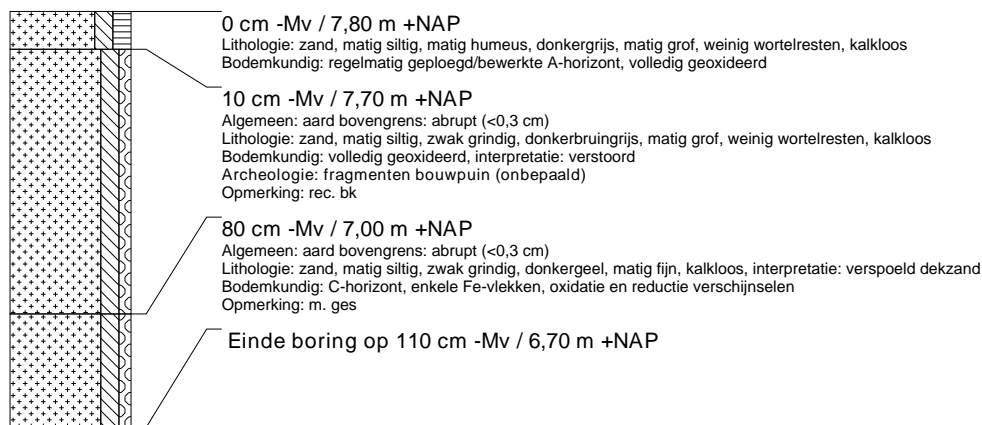 0 cm -Mv / 7,80 m +NAP
Lithologie: zand, matig siltig, matig humeus, donkergrijs, matig grof, weinig wortelresten, kalkloos
Bodemkundig: regelmatig geploegd/bewerkte A-horizont, volledig geoxideerd
10 cm -Mv / 7,70 m +NAP
Algemeen: aard bovengrens: abrupt (<0,3 cm)
Lithologie: zand, matig siltig, zwak grindig, donkerbruingrijs, matig grof, weinig wortelresten, kalkloos
Bodemkundig: volledig geoxideerd, interpretatie: verstoord
Archeologie: fragmenten bouwpuin (onbepaald)
Opmerking: rec. bk
80 cm -Mv / 7,00 m +NAP
Algemeen: aard bovengrens: abrupt (<0,3 cm)
Lithologie: zand, matig siltig, zwak grindig, donkergeel, matig fijn, kalkloos, interpretatie: verspoeld dekzand
Bodemkundig: C-horizont, enkele Fe-vlekken, oxidatie en reductie verschijnselen
Opmerking: m. ges
Einde boring op 110 cm -Mv / 6,70 m +NAP